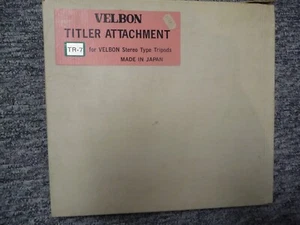 VELBON
TITLER ATTACHMENT
TR-7 for VELBON Stereo Type Tripods
MADE IN JAPAN